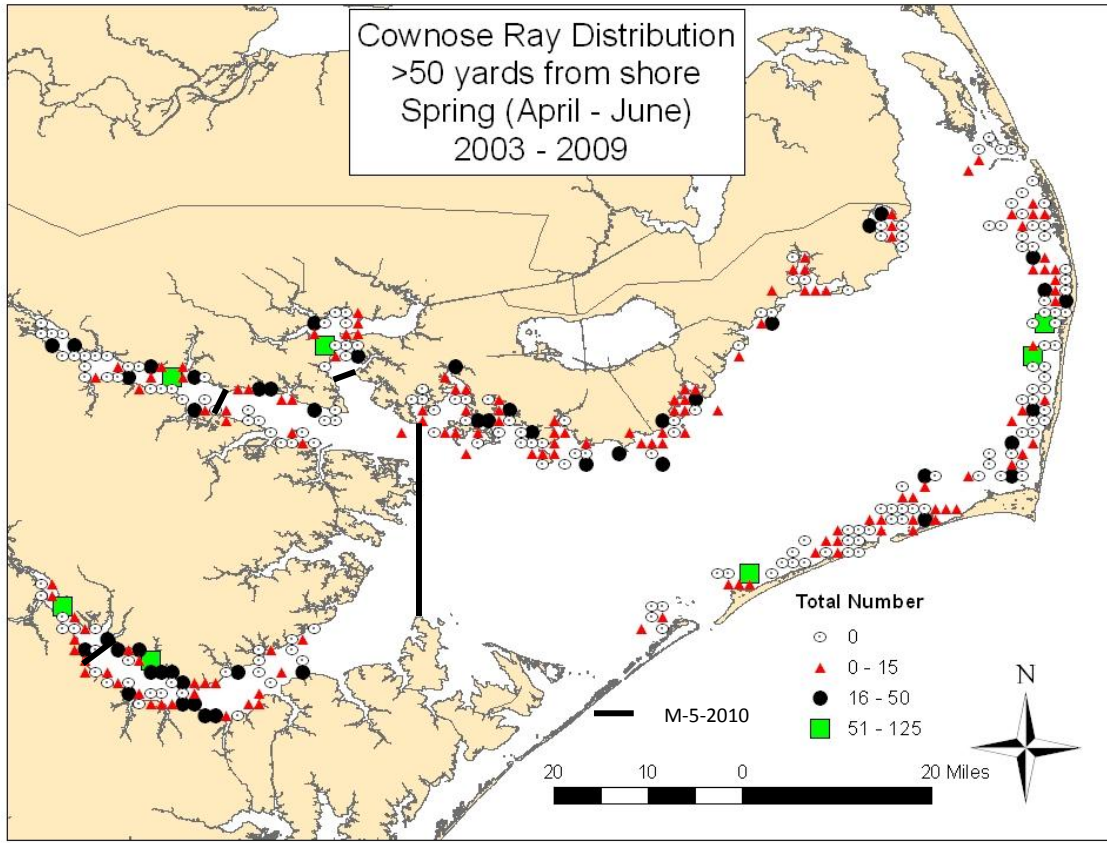 Cownose Ray Distribution
>50 yards from shore
Spring (April - June)
2003 - 2009
Total Number
0
0 - 15
16 - 50
51 - 125
N
M-5-2010
20 10 0 20 Miles